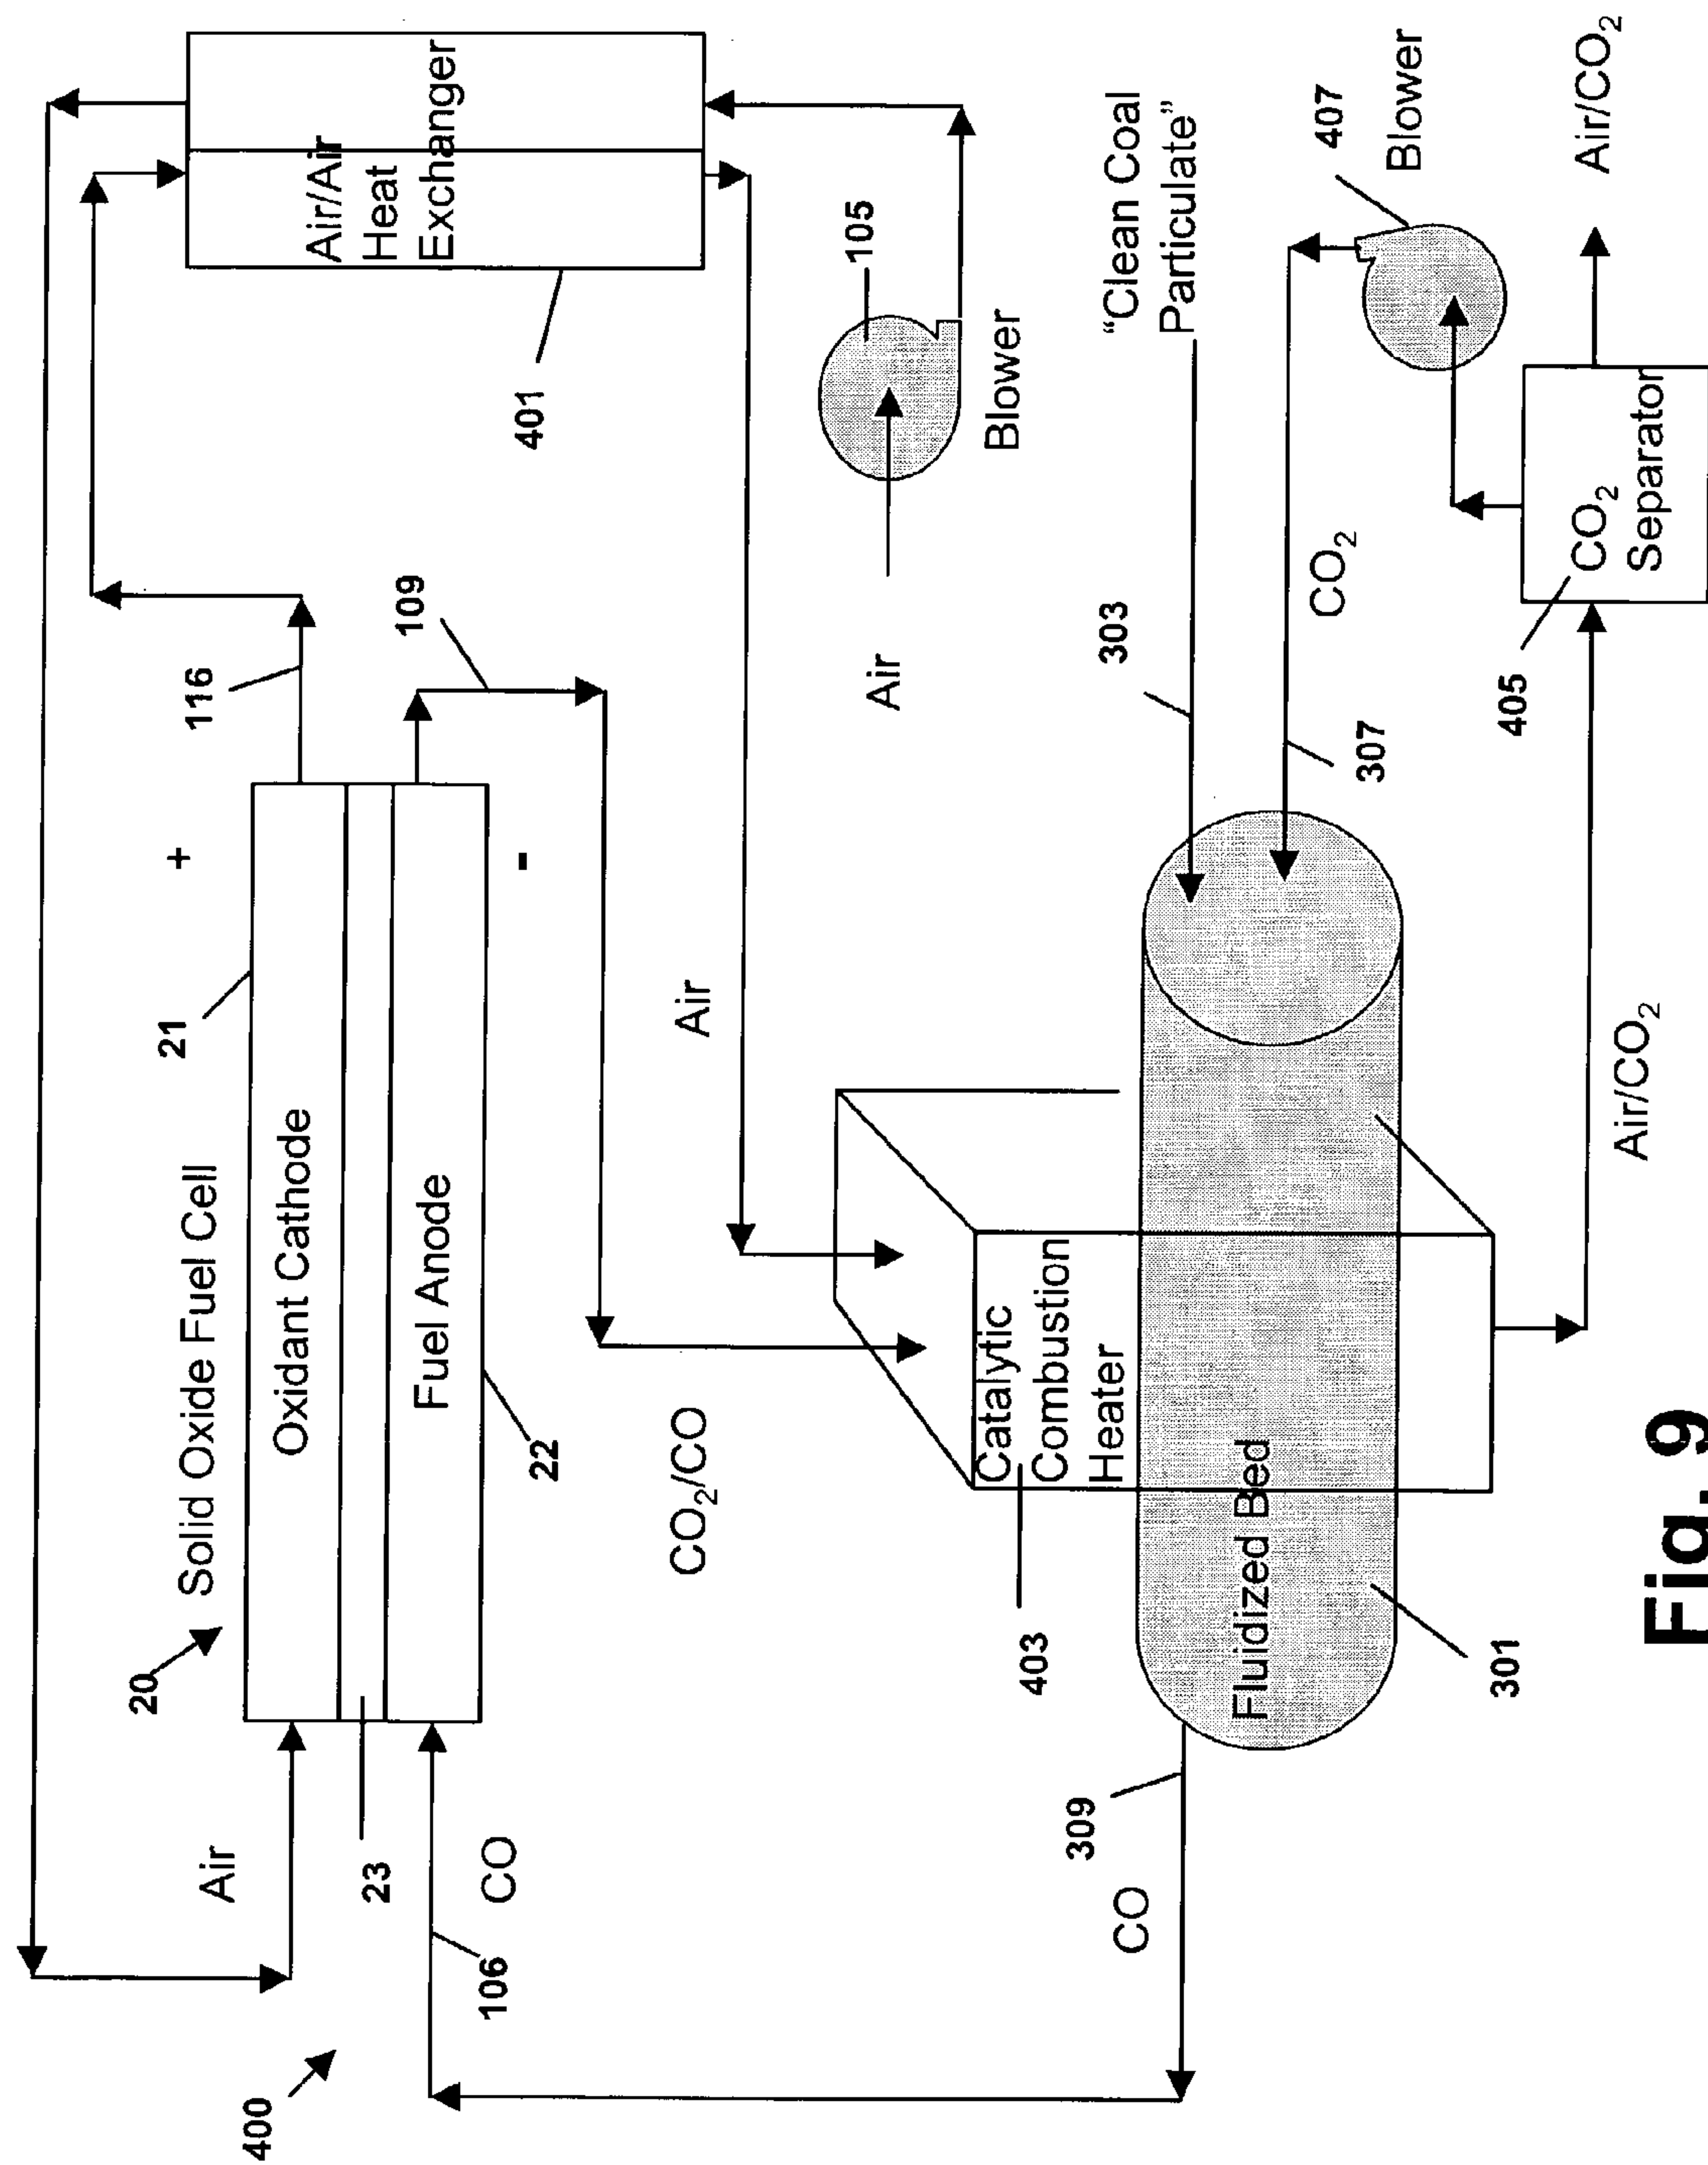 400
20
Solid Oxide Fuel Cell
21
+
116
Air
Oxidant Cathode
23
Fuel Anode
-
109
106
CO
22
Air/Air
Heat
Exchanger
401
CO2/CO
Air
Air
105
Blower
309
CO
403
Catalytic
Combustion
Heater
303
"Clean Coal
Particulate"
Fluidized Bed
301
307
CO2
407
Blower
405
CO2
Separator
Air/CO2
Air/CO2
Fig. 9